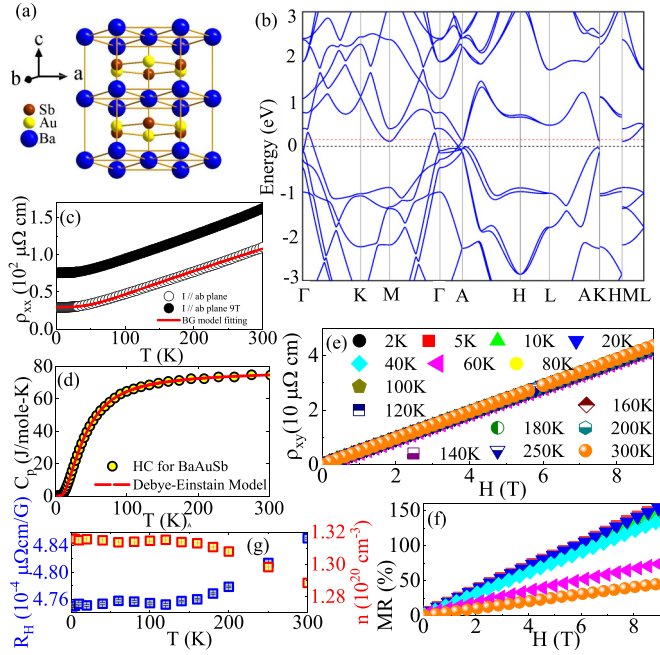 (a)
c
b
a
Sb
Au
Ba
(b)
Energy (eV)
3
2
1
0
-1
-2
-3
Γ K M Γ A H L A K H M L
(c)
ρxx (10² μΩ cm)
1.5
1.0
0.5
0.0
I // ab plane
I // ab plane 9T
BG model fitting
0 100 200 300
T (K)
(d)
Cp (J/mole-K)
80
60
40
20
0
HC for BaAuSb
Debye-Einstain Model
0 100 200 300
T (K)
(e)
ρxy(10 μΩ cm)
4
2
0
2K 5K 10K 20K
40K 60K 80K
100K
120K
160K
180K 200K
140K 250K 300K
0 2 4 6 8
H (T)
(g)
R_H (10⁻⁴ μΩcm/G)
4.84
4.80
4.76
n (10²⁰ cm⁻³)
1.32
1.30
1.28
0 100 200 300
T (K)
(f)
MR (%)
150
100
50
0
0 2 4 6 8
H (T)